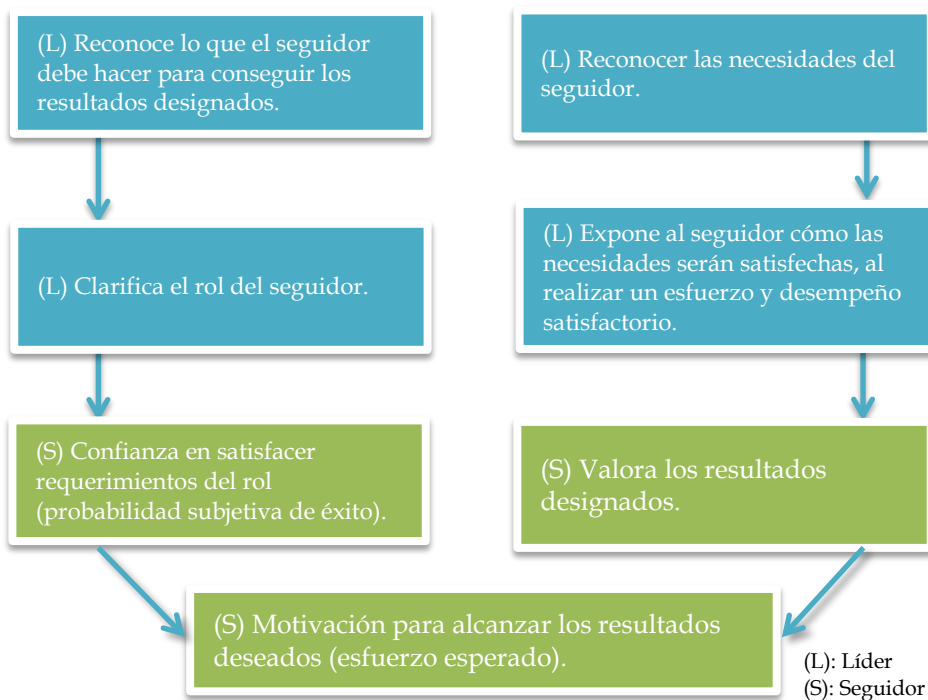 (L) Reconoce lo que el seguidor
debe hacer para conseguir los
resultados designados.
(L) Reconocer las necesidades del
seguidor.
(L) Clarifica el rol del seguidor.
(L) Expone al seguidor cómo las
necesidades serán satisfechas, al
realizar un esfuerzo y desempeño
satisfactorio.
(S) Confianza en satisfacer
requerimientos del rol
(probabilidad subjetiva de éxito).
(S) Valora los resultados
designados.
(S) Motivación para alcanzar los resultados
deseados (esfuerzo esperado).
(L): Líder
(S): Seguidor